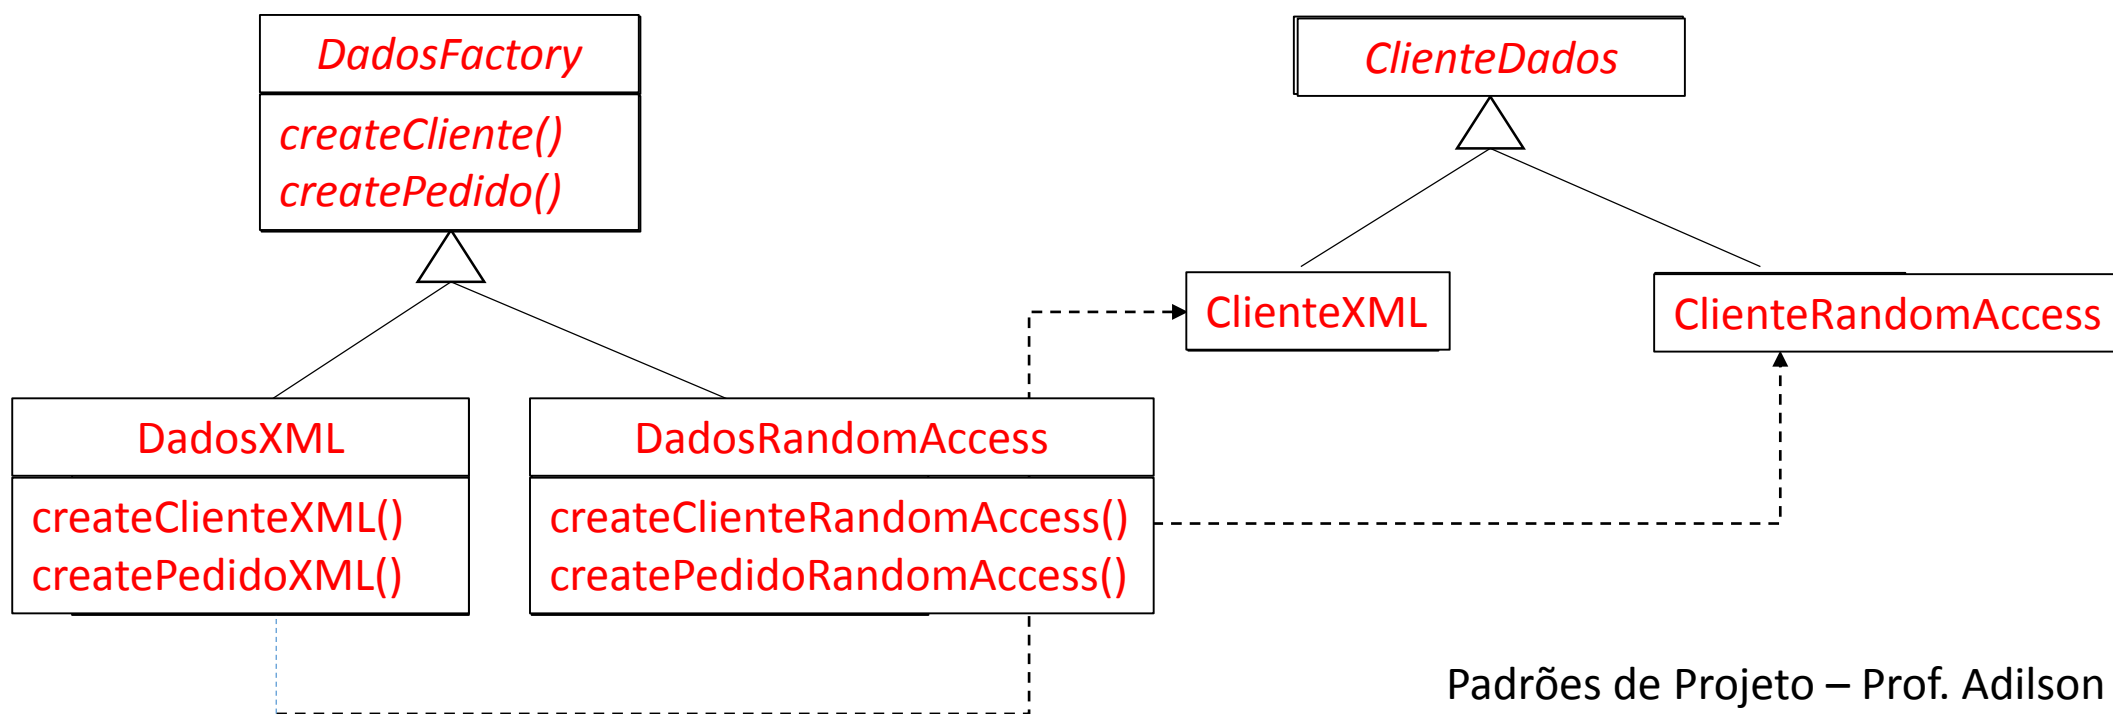 DadosFactory
createCliente()
createPedido()
ClienteDados
ClienteXML
ClienteRandomAccess
DadosXML
createClienteXML()
createPedidoXML()
DadosRandomAccess
createClienteRandomAccess()
createPedidoRandomAccess()
Padrões de Projeto – Prof. Adilson